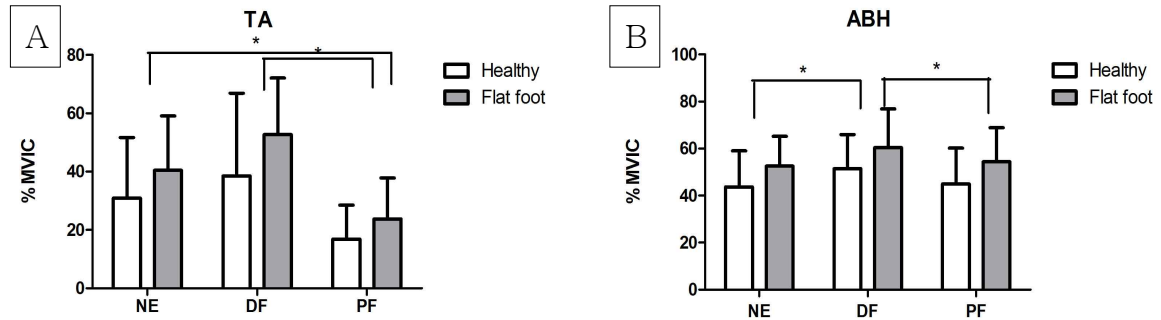 A
TA
*
*
80
60
40
20
0
%MVIC
NE DF PF
Healthy
Flat foot
B
ABH
*
*
100
80
60
40
20
0
%MVIC
NE DF PF
Healthy
Flat foot